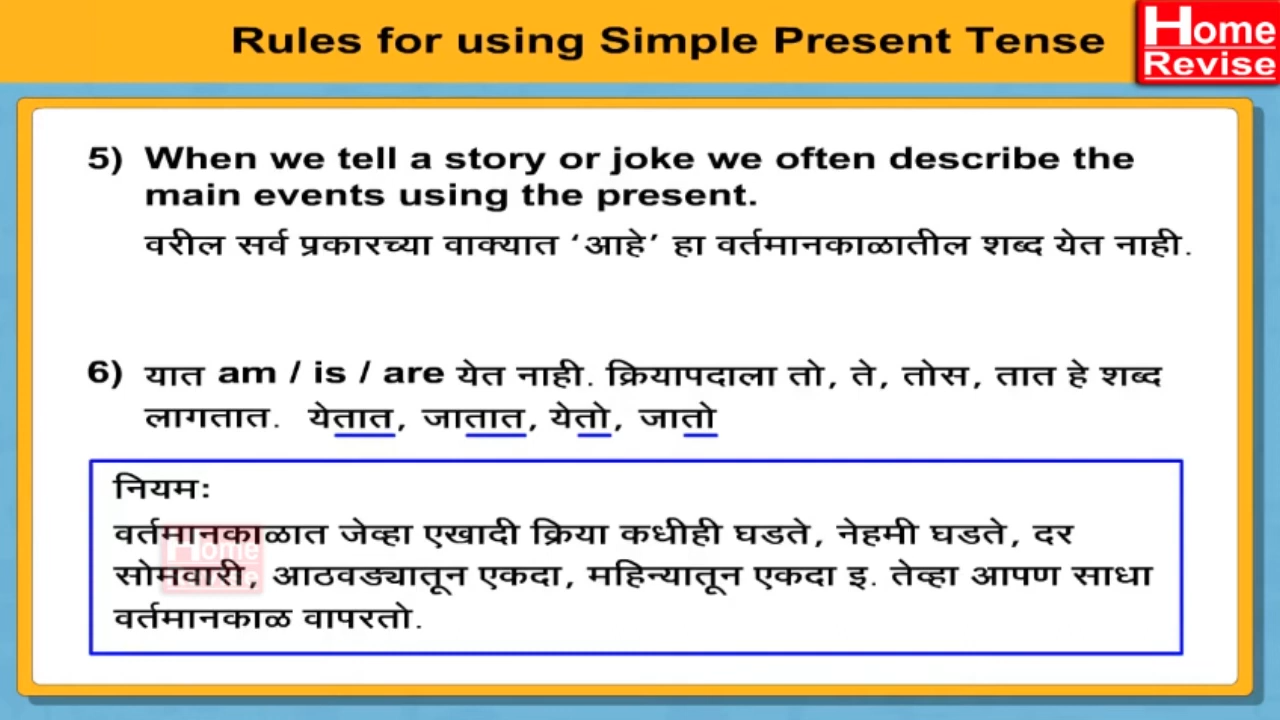 Rules for using Simple Present Tense
Home
Revise
5) When we tell a story or joke we often describe the
main events using the present.
वरील सर्व प्रकारच्या वाक्यात ‘आहे’ हा वर्तमानकाळातील शब्द येत नाही.
6) यात am / is / are येत नाही. क्रियापदाला तो, ते, तोस, तात हे शब्द
लागतात. येतात, जातात, येतो, जातो
नियमः
वर्तमानकाळात जेव्हा एखादी क्रिया कधीही घडते, नेहमी घडते, दर
सोमवारी, आठवड्यातून एकदा, महिन्यातून एकदा इ. तेव्हा आपण साधा
वर्तमानकाळ वापरतो.
Home